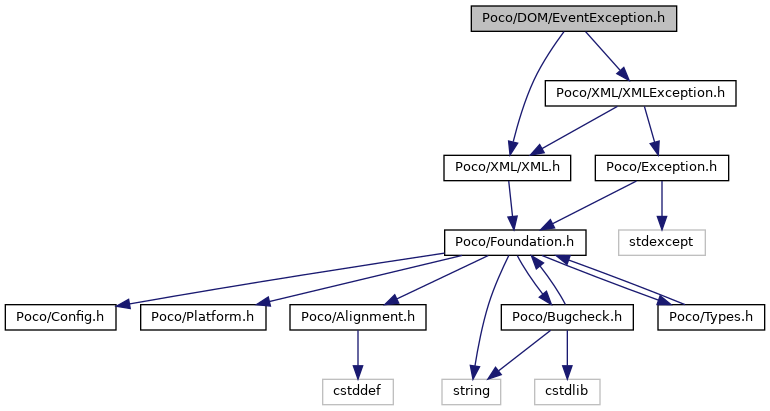 Poco/DOM/EventException.h
Poco/XML/XMLException.h
Poco/XML/XML.h
Poco/Exception.h
Poco/Foundation.h
stdexcept
Poco/Config.h
Poco/Platform.h
Poco/Alignment.h
Poco/Bugcheck.h
Poco/Types.h
cstddef
string
cstdlib